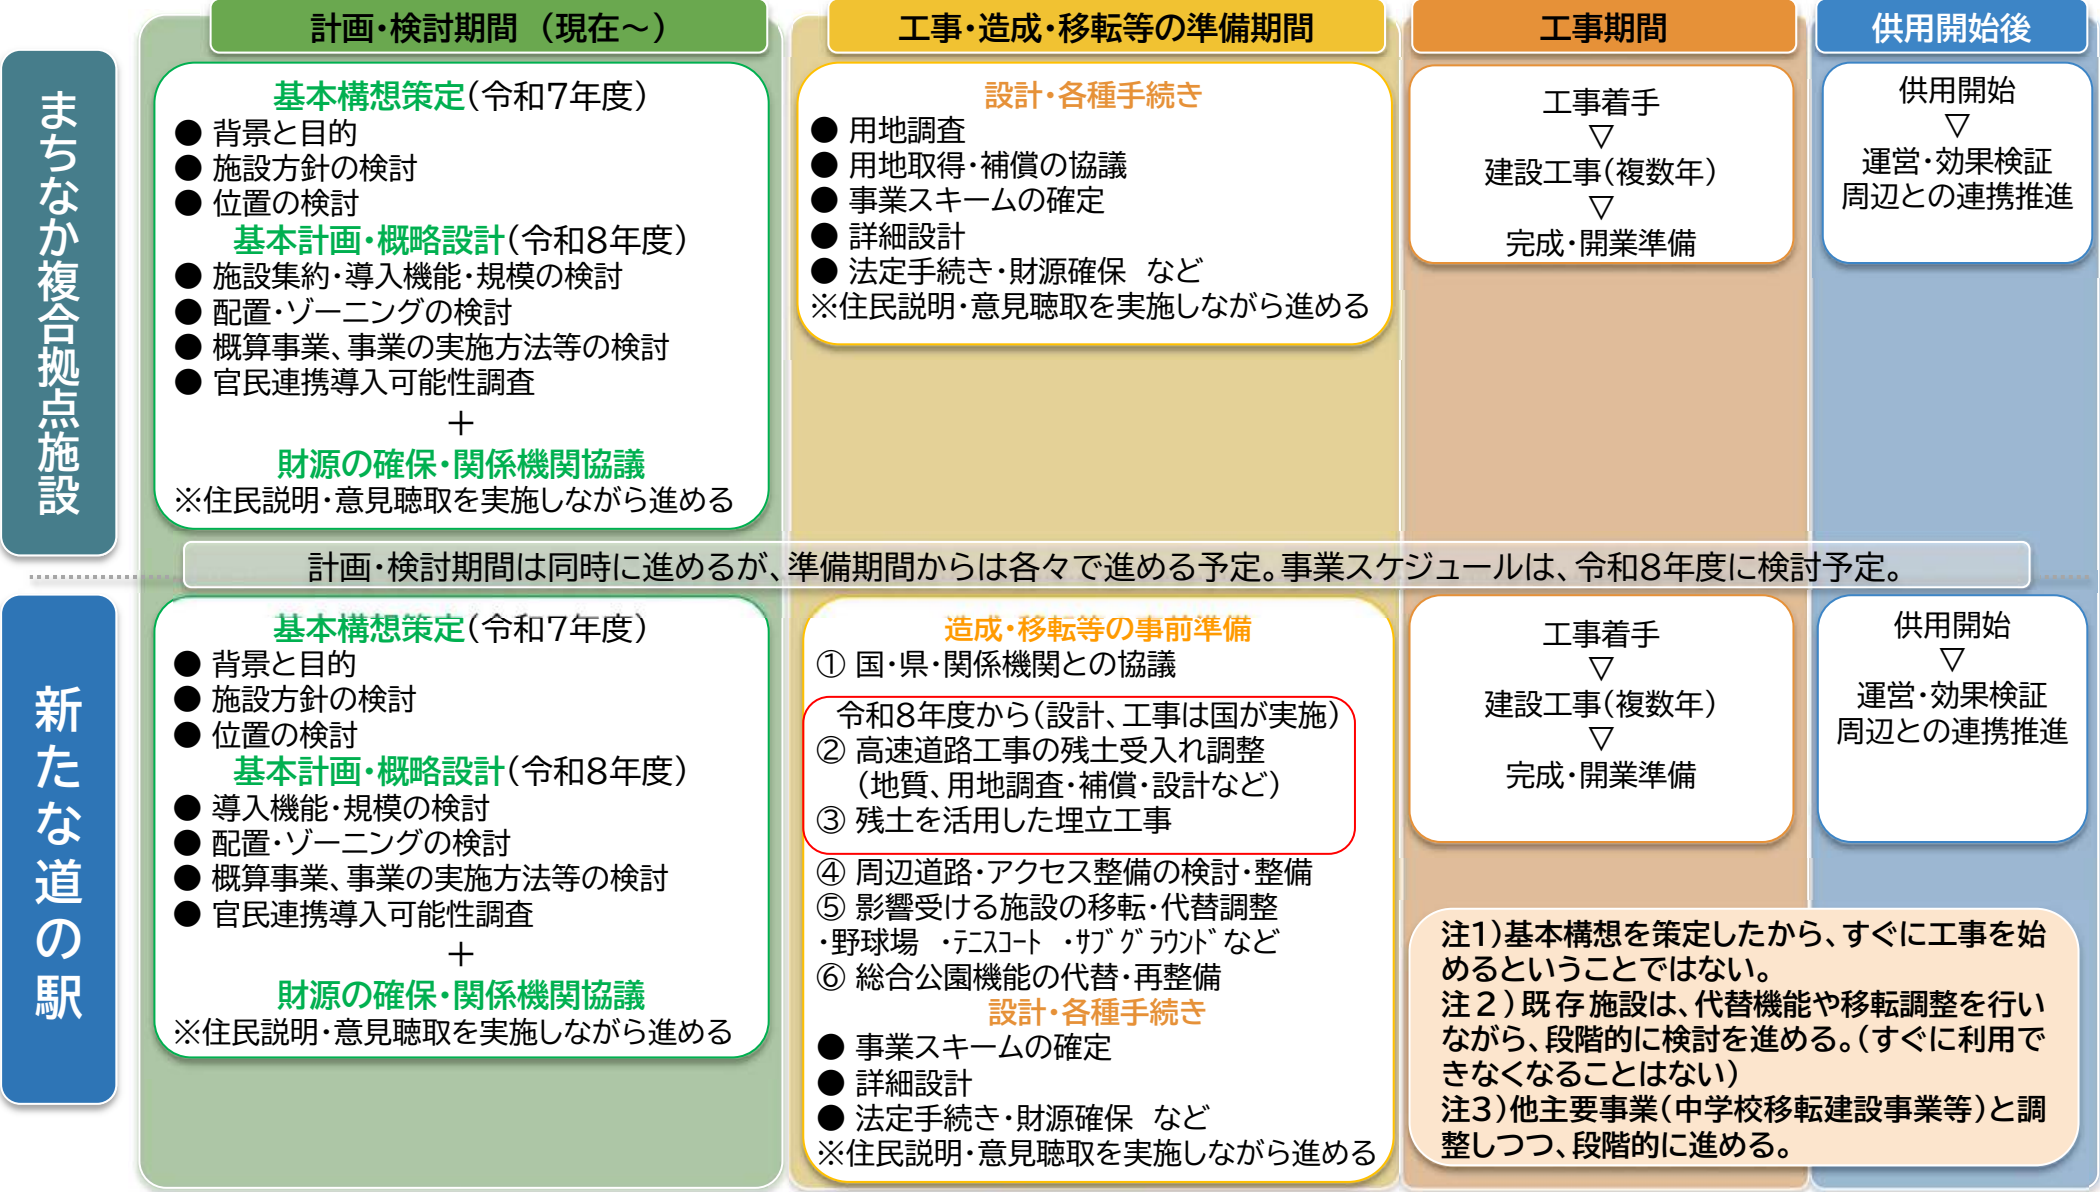 計画・検討期間 （現在～）
工事・造成・移転等の準備期間
工事期間
供用開始後
まちなか複合拠点施設
基本構想策定(令和7年度)
● 背景と目的
● 施設方針の検討
● 位置の検討
基本計画・概略設計(令和8年度)
● 施設集約・導入機能・規模の検討
● 配置・ゾーニングの検討
● 概算事業、事業の実施方法等の検討
● 官民連携導入可能性調査
＋
財源の確保・関係機関協議
※住民説明・意見聴取を実施しながら進める
設計・各種手続き
● 用地調査
● 用地取得・補償の協議
● 事業スキームの確定
● 詳細設計
● 法定手続き・財源確保 など
※住民説明・意見聴取を実施しながら進める
工事着手
▽
建設工事(複数年)
▽
完成・開業準備
供用開始
▽
運営・効果検証
周辺との連携推進
計画・検討期間は同時に進めるが、準備期間からは各々で進める予定。事業スケジュールは、令和8年度に検討予定。
新たな道の駅
基本構想策定(令和7年度)
● 背景と目的
● 施設方針の検討
● 位置の検討
基本計画・概略設計(令和8年度)
● 導入機能・規模の検討
● 配置・ゾーニングの検討
● 概算事業、事業の実施方法等の検討
● 官民連携導入可能性調査
＋
財源の確保・関係機関協議
※住民説明・意見聴取を実施しながら進める
造成・移転等の事前準備
① 国・県・関係機関との協議
令和8年度から(設計、工事は国が実施)
② 高速道路工事の残土受入れ調整
(地質、用地調査・補償・設計など)
③ 残土を活用した埋立工事
④ 周辺道路・アクセス整備の検討・整備
⑤ 影響受ける施設の移転・代替調整
・野球場 ・ﾃﾆｽｺｰﾄ ・ｻﾌﾞｸﾞﾗｳﾝﾄﾞなど
⑥ 総合公園機能の代替・再整備
設計・各種手続き
● 事業スキームの確定
● 詳細設計
● 法定手続き・財源確保 など
※住民説明・意見聴取を実施しながら進める
工事着手
▽
建設工事(複数年)
▽
完成・開業準備
供用開始
▽
運営・効果検証
周辺との連携推進
注1)基本構想を策定したから、すぐに工事を始
めるということではない。
注2)既存施設は、代替機能や移転調整を行い
ながら、段階的に検討を進める。(すぐに利用で
きなくなることはない)
注3)他主要事業(中学校移転建設事業等)と調
整しつつ、段階的に進める。